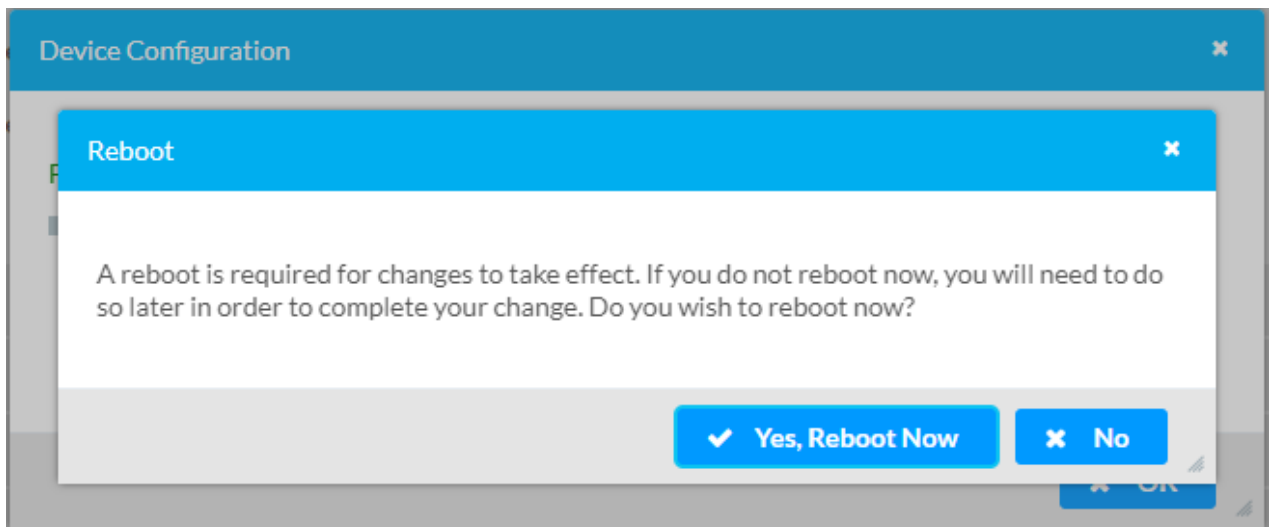 Device Configuration
Reboot
A reboot is required for changes to take effect. If you do not reboot now, you will need to do
so later in order to complete your change. Do you wish to reboot now?
Yes, Reboot Now
No
OK